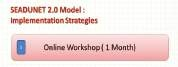 SEADUNET 2.0 Model :
Implementation Strategies
Online Workshop ( 1 Month)